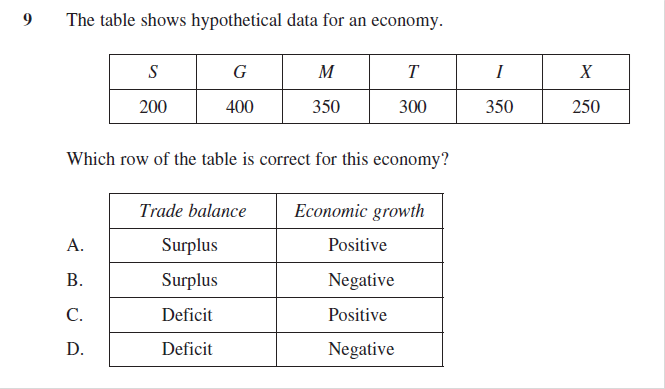 9 The table shows hypothetical data for an economy.
S G M T I X
200 400 350 300 350 250
Which row of the table is correct for this economy?
Trade balance Economic growth
A. Surplus Positive
B. Surplus Negative
C. Deficit Positive
D. Deficit Negative